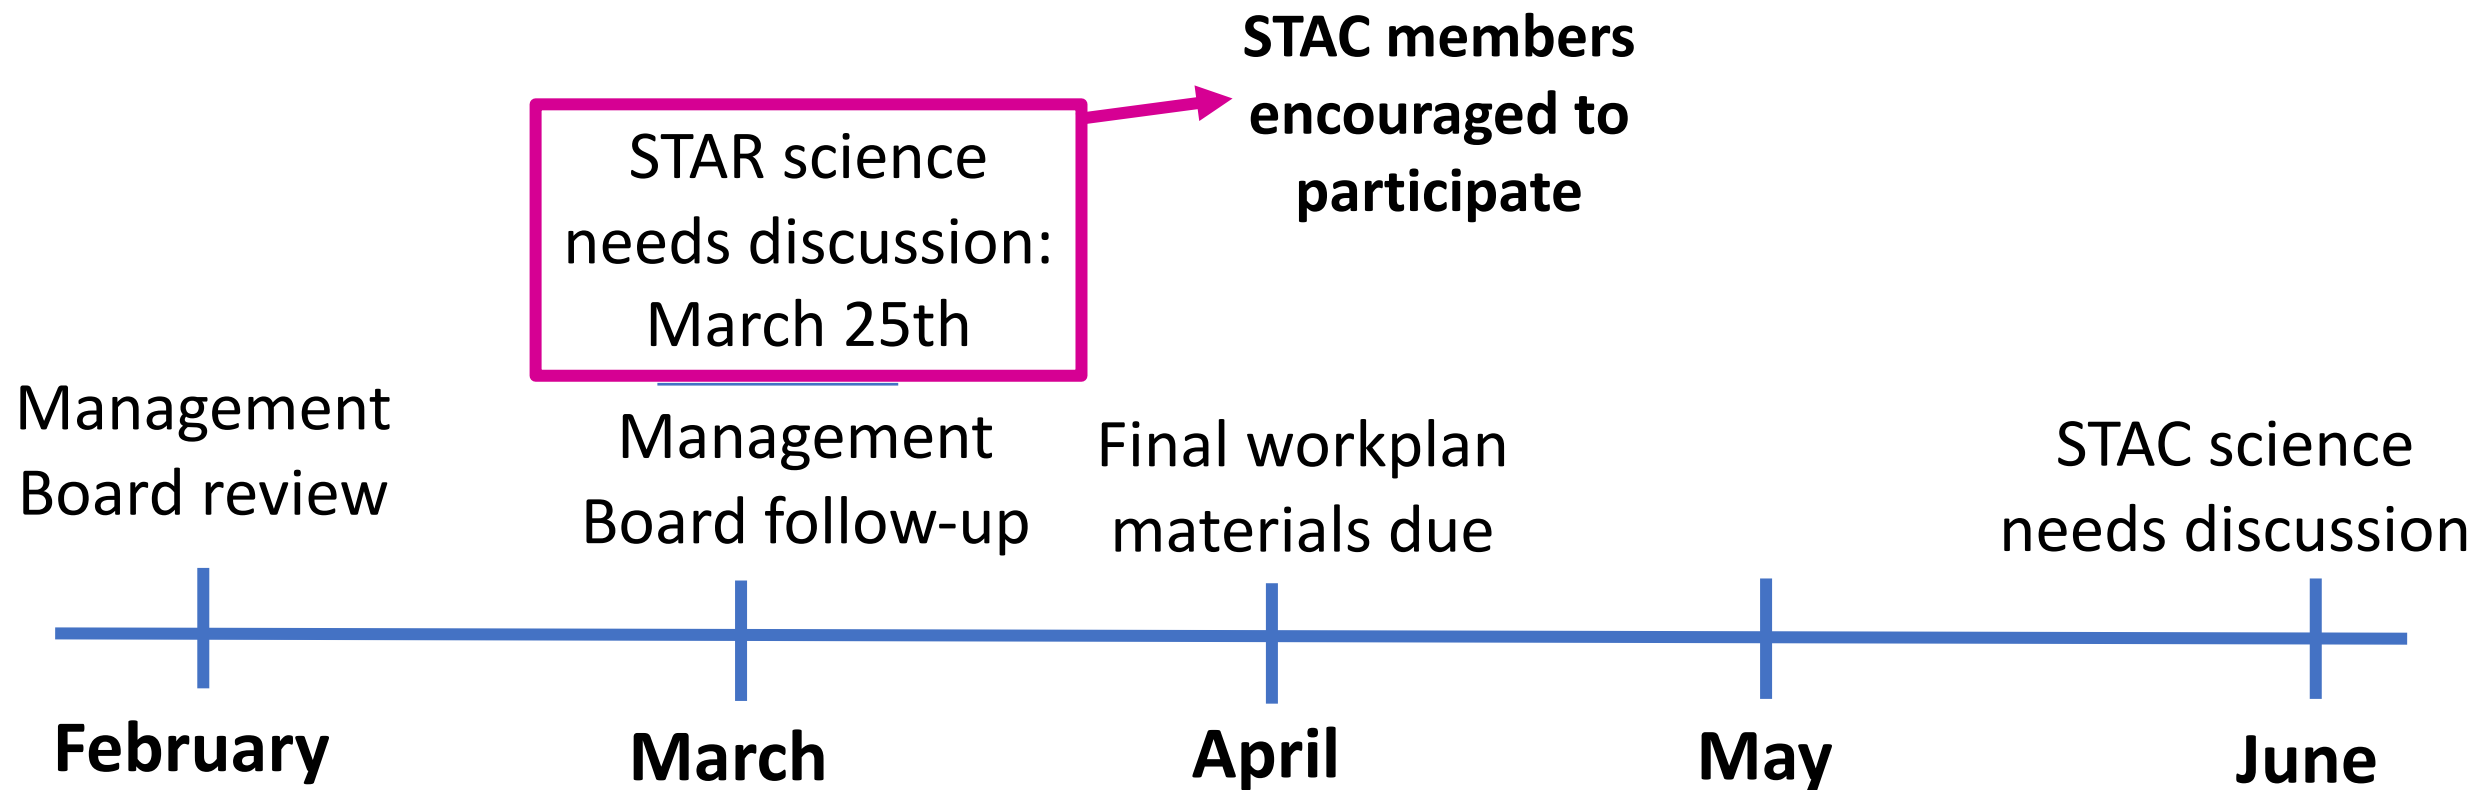 STAC members
encouraged to
participate
STAR science
needs discussion:
March 25th
Management
Board review
Management
Board follow-up
Final workplan
materials due
STAC science
needs discussion
February
March
April
May
June